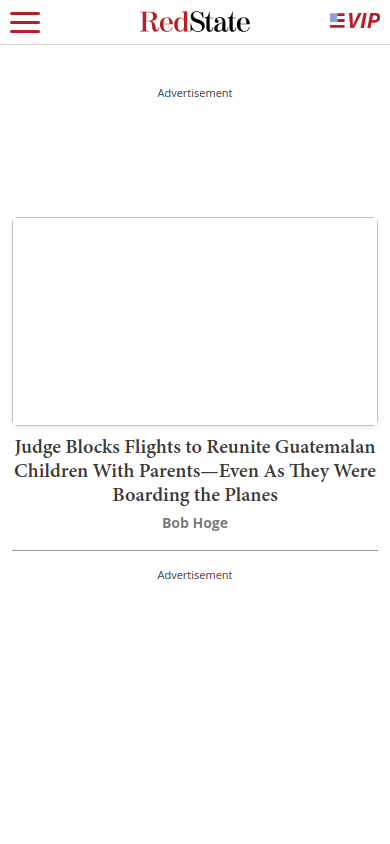 RedState
VIP
Advertisement
Judge Blocks Flights to Reunite Guatemalan
Children With Parents—Even As They Were
Boarding the Planes
Bob Hoge
Advertisement